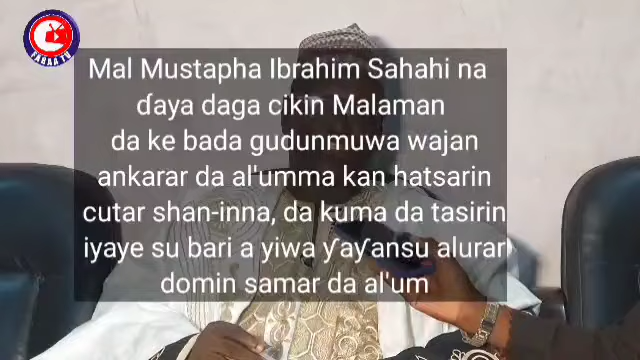 FARAA TV
Mal Mustapha Ibrahim Sahahi na
ɗaya daga cikin Malaman
da ke bada gudunmuwa wajan
ankarar da al'umma kan hatsarin
cutar shan-inna, da kuma da tasirin
iyaye su bari a yiwa ƴaƴansu alurar
domin samar da al'um